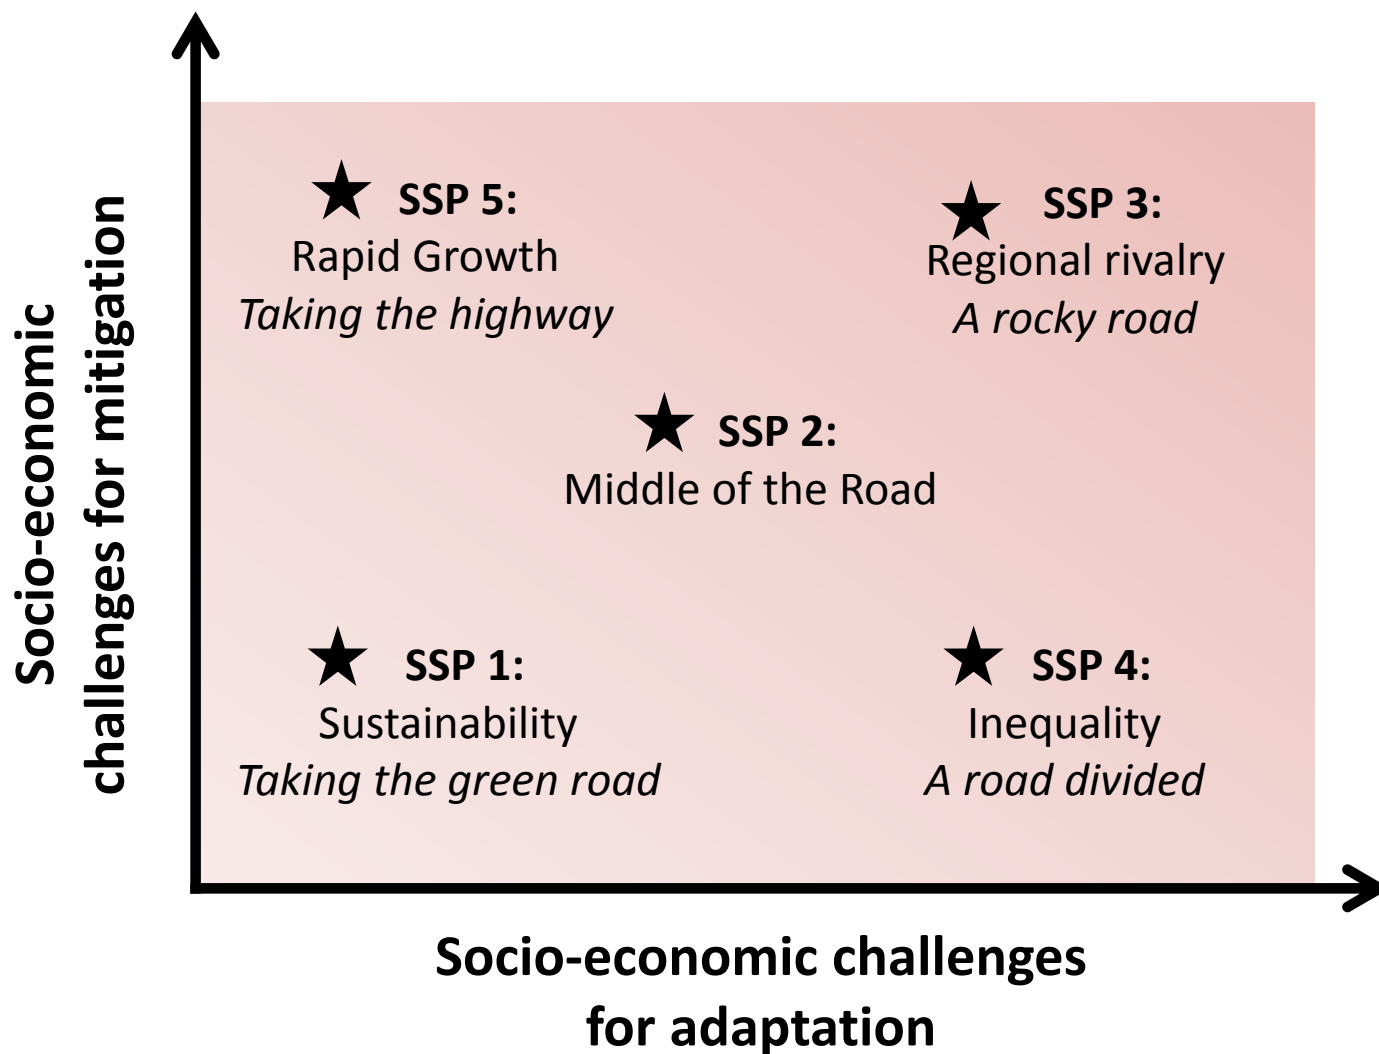 Socio-economic
challenges for mitigation
SSP 5:
Rapid Growth
Taking the highway
SSP 3:
Regional rivalry
A rocky road
SSP 2:
Middle of the Road
SSP 1:
Sustainability
Taking the green road
SSP 4:
Inequality
A road divided
Socio-economic challenges
for adaptation